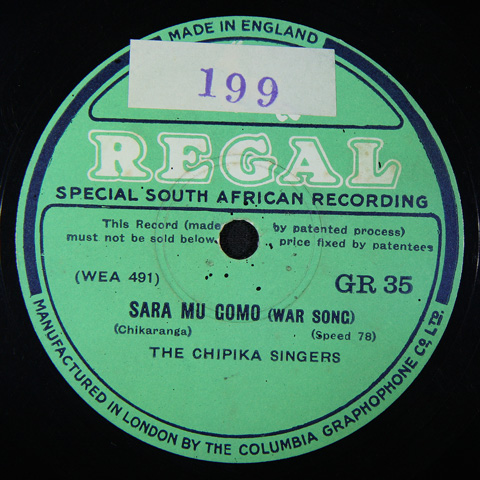 MADE IN ENGLAND
199
REGAL
SPECIAL SOUTH AFRICAN RECORDING
This Record (made by patented process)
must not be sold below price fixed by patentees
(WEA 491)
GR 35
SARA MU GOMO (WAR SONG)
(Chikaranga) (Speed 78)
THE CHIPIKA SINGERS
MANUFACTURED IN LONDON BY THE COLUMBIA GRAPHOPHONE CO., LTD.